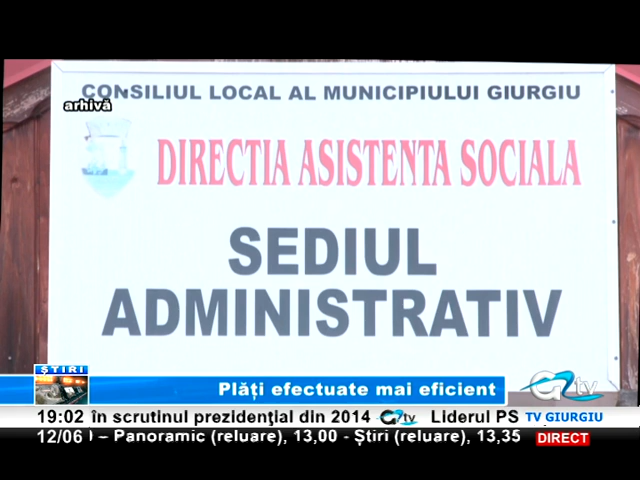 CONSILIUL LOCAL AL MUNICIPIULUI GIURGIU
arhivă
DIRECTIA ASISTENTA SOCIALA
SEDIUL
ADMINISTRATIV
ŞTIRI
Plăţi efectuate mai eficient
G2tv
19:02 în scrutinul prezidenţial din 2014 G2tv Liderul PS TV GIURGIU
12/06 ) – Panoramic (reluare), 13,00 - Ştiri (reluare), 13,35 DIRECT